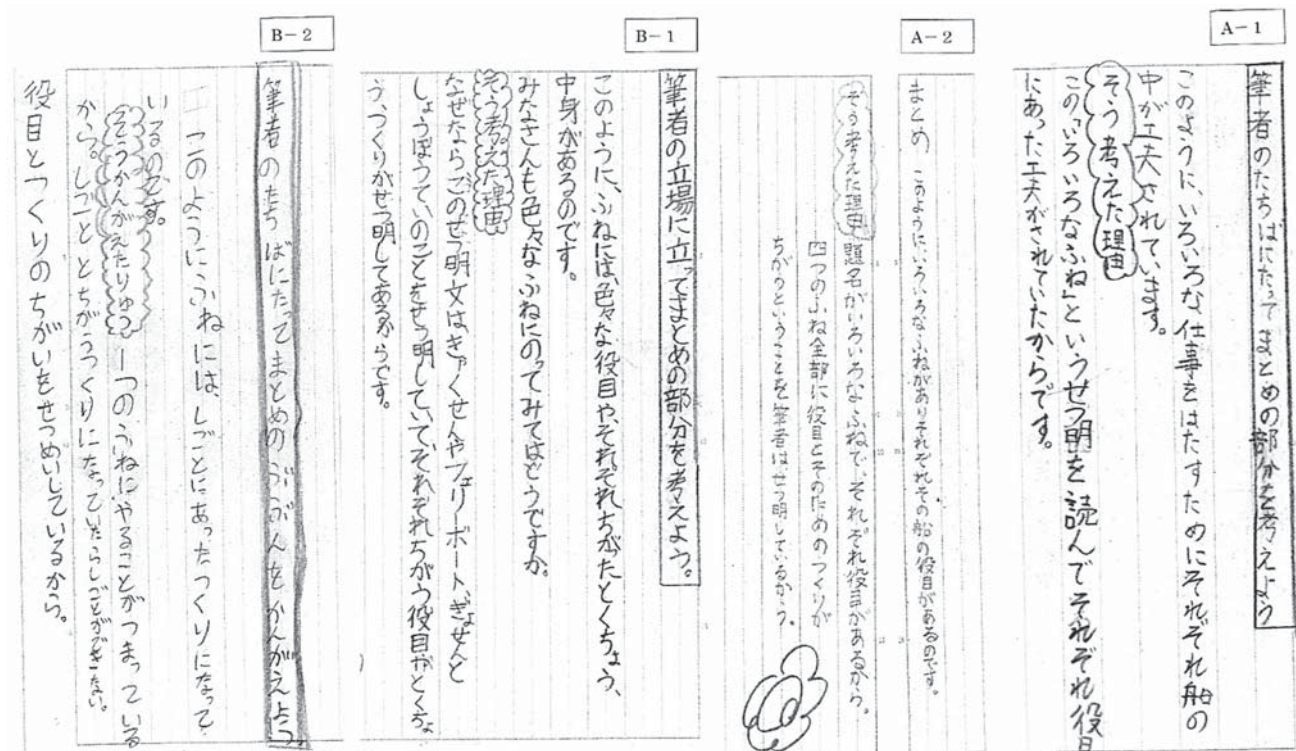 A-1
筆者のたちばにたってまとめの部分を考えよう
このように、いろいろな仕事をはたすためにそれぞれ船の
中が工夫されています。
そう考えた理由
この「いろいろなふね」というせつ明を読んでそれぞれ役目
にあった工夫がされていたからです。
A-2
まとめ このように、いろいろなふねがありそれぞれその船の役目があるのです。
そう考えた理由 題名がいろいろなふねで、それぞれ役目があるから。
四つのふね全部に役目とそのためのつくりが
ちがうということを筆者はせつ明しているから。
B-1
筆者の立場に立ってまとめの部分を考えよう。
このように、ふねには、色々な役目や、それぞれちがったとくちょう、
中身があるのです。
みなさんも色々なふねにのってみてはどうですか。
そう考えた理由
なぜなら、このせつ明文はきゃくせんやフェリーボート、ぎょせんと
しょうぼうていのことをせつ明していて、それぞれちがう役目やとくちょ
う、つくりがせつ明してあるからです。
B-2
筆者のたちばにたってまとめのぶぶんをかんがえよう
このようにふねには、しごとにあったつくりになって
いるのです。
そうかんがえたりゆう 一つのふねにやることがつまっている
から。しごととちがうつくりになっていたらしごとができない。
役目とつくりのちがいをせつめいしているから。